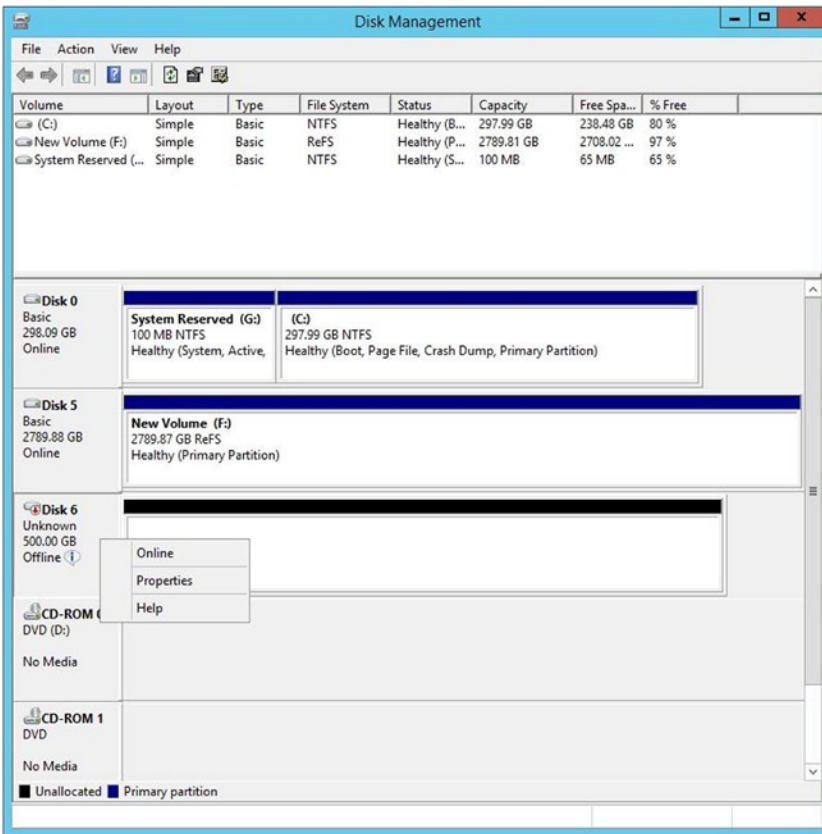 Disk Management
File Action View Help
Volume Layout Type File System Status Capacity Free Spa... % Free
(C:) Simple Basic NTFS Healthy (B... 297.99 GB 238.48 GB 80 %
New Volume (F:) Simple Basic ReFS Healthy (P... 2789.81 GB 2708.02 ... 97 %
System Reserved (... Simple Basic NTFS Healthy (S... 100 MB 65 MB 65 %
Disk 0
Basic
298.09 GB
Online
System Reserved (G:)
100 MB NTFS
Healthy (System, Active,
(C:)
297.99 GB NTFS
Healthy (Boot, Page File, Crash Dump, Primary Partition)
Disk 5
Basic
2789.88 GB
Online
New Volume (F:)
2789.87 GB ReFS
Healthy (Primary Partition)
Disk 6
Unknown
500.00 GB
Offline
Online
Properties
Help
CD-ROM
DVD (D:)
No Media
CD-ROM 1
DVD
No Media
Unallocated Primary partition